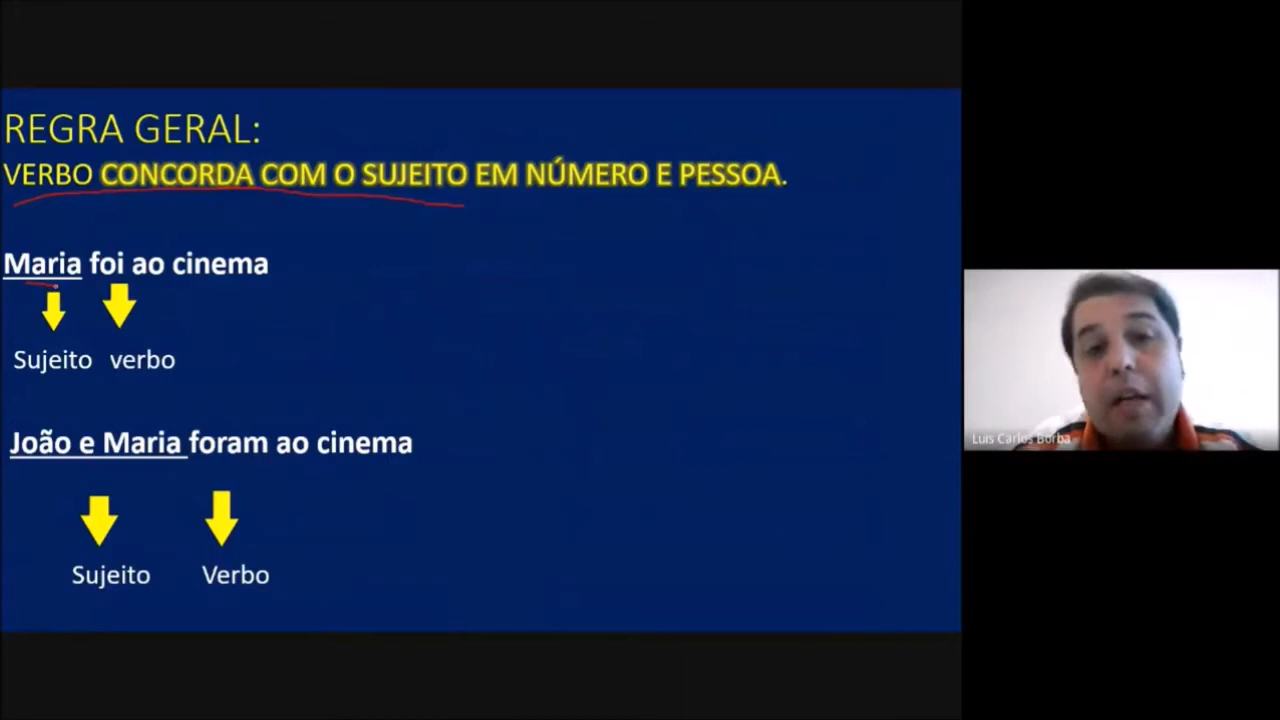 REGRA GERAL:
VERBO CONCORDA COM O SUJEITO EM NÚMERO E PESSOA.
Maria foi ao cinema
Sujeito verbo
João e Maria foram ao cinema
Sujeito Verbo
Luis Carlos Borba